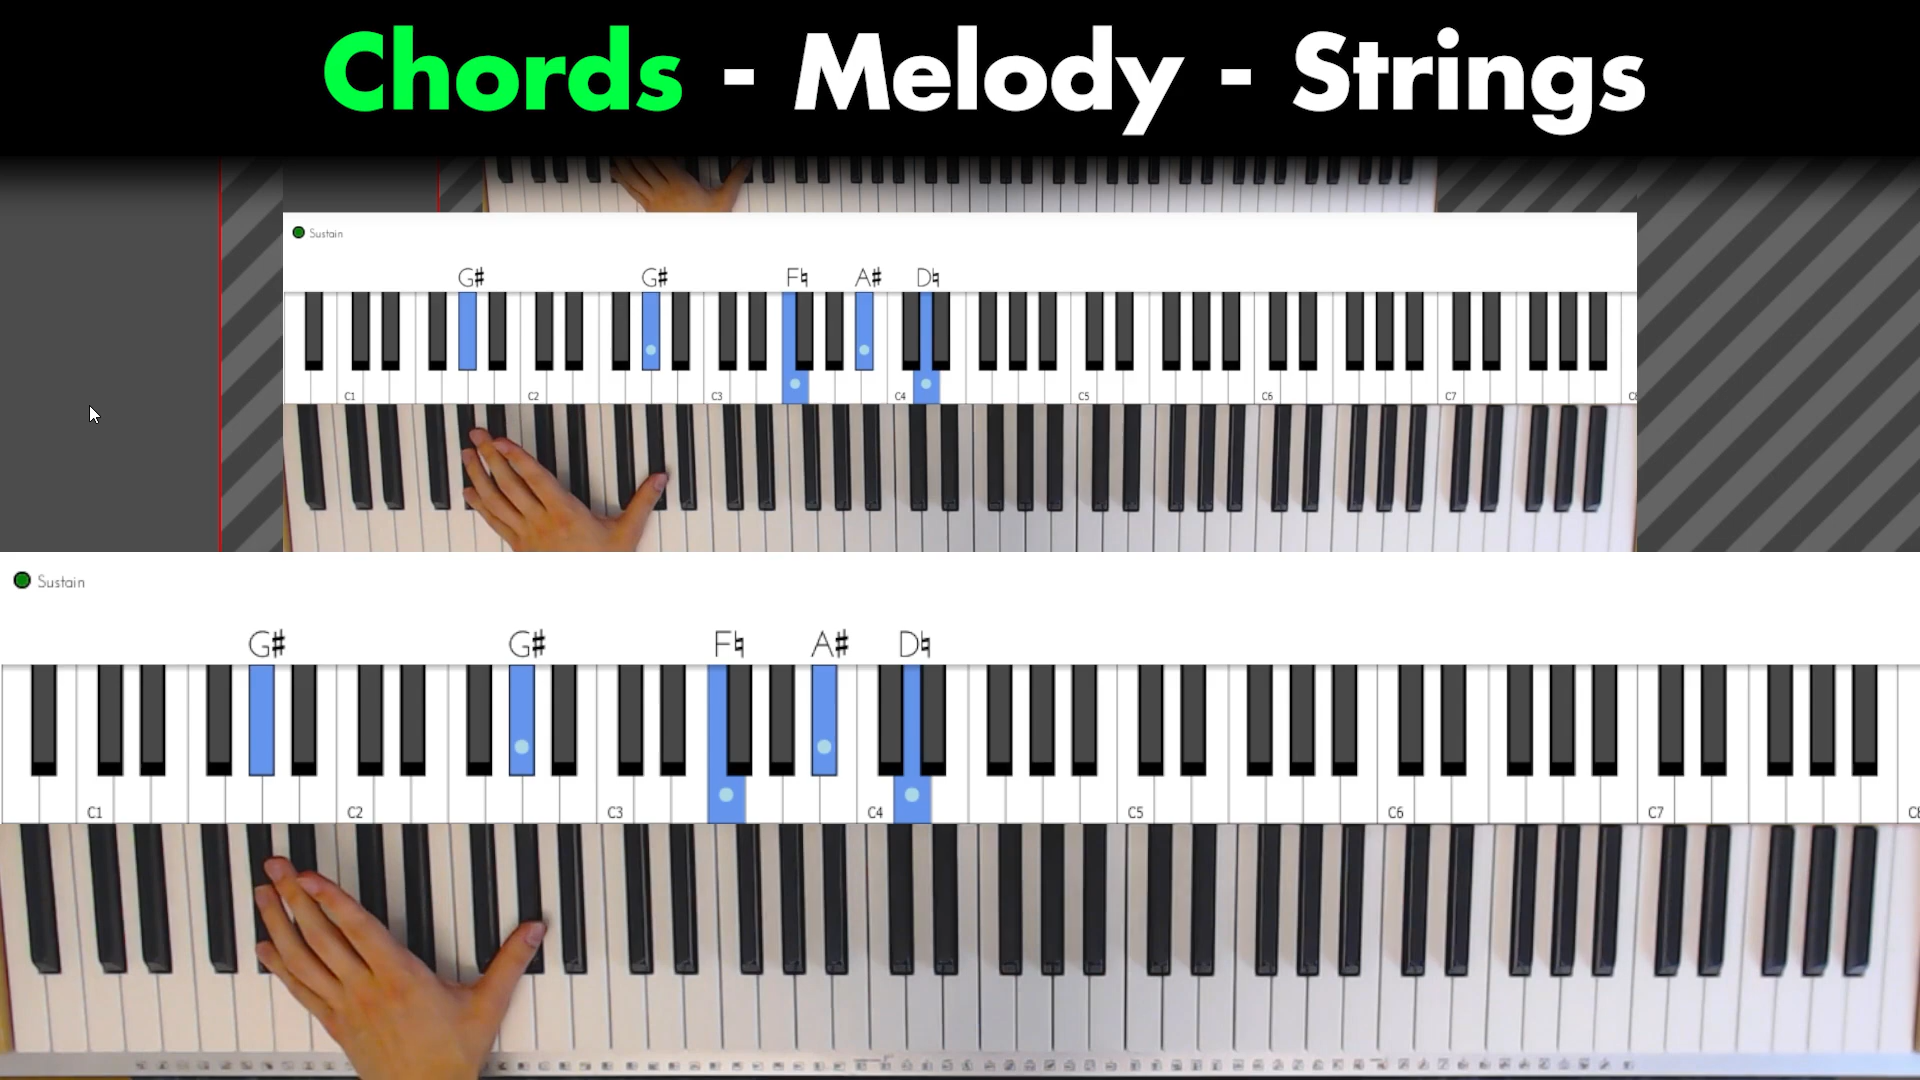 Chords - Melody - Strings
Sustain
G# G# F♮ A# D♮
C1 C2 C3 C4 C5 C6 C7
Sustain
G# G# F♮ A# D♮
C1 C2 C3 C4 C5 C6 C7